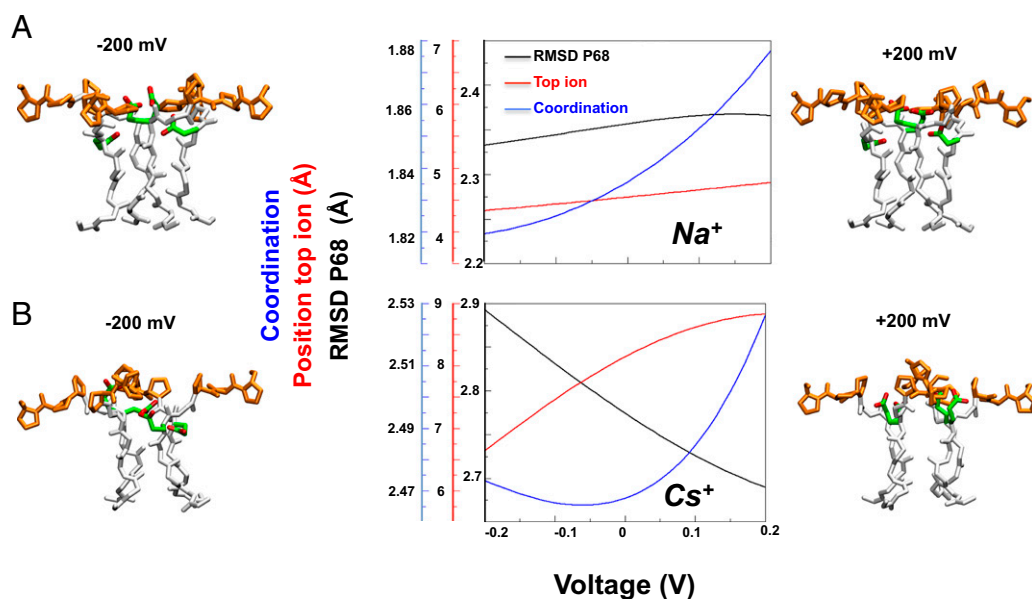 A
-200 mV
+200 mV
1.88
1.86
1.84
1.82
7
6
5
4
2.4
2.3
2.2
RMSD P68
Top ion
Coordination
Na+
Coordination
Position top ion (Å)
RMSD P68 (Å)
B
-200 mV
+200 mV
2.53
2.51
2.49
2.47
9
8
7
6
2.9
2.8
2.7
Cs+
-0.2 -0.1 0 0.1 0.2
Voltage (V)